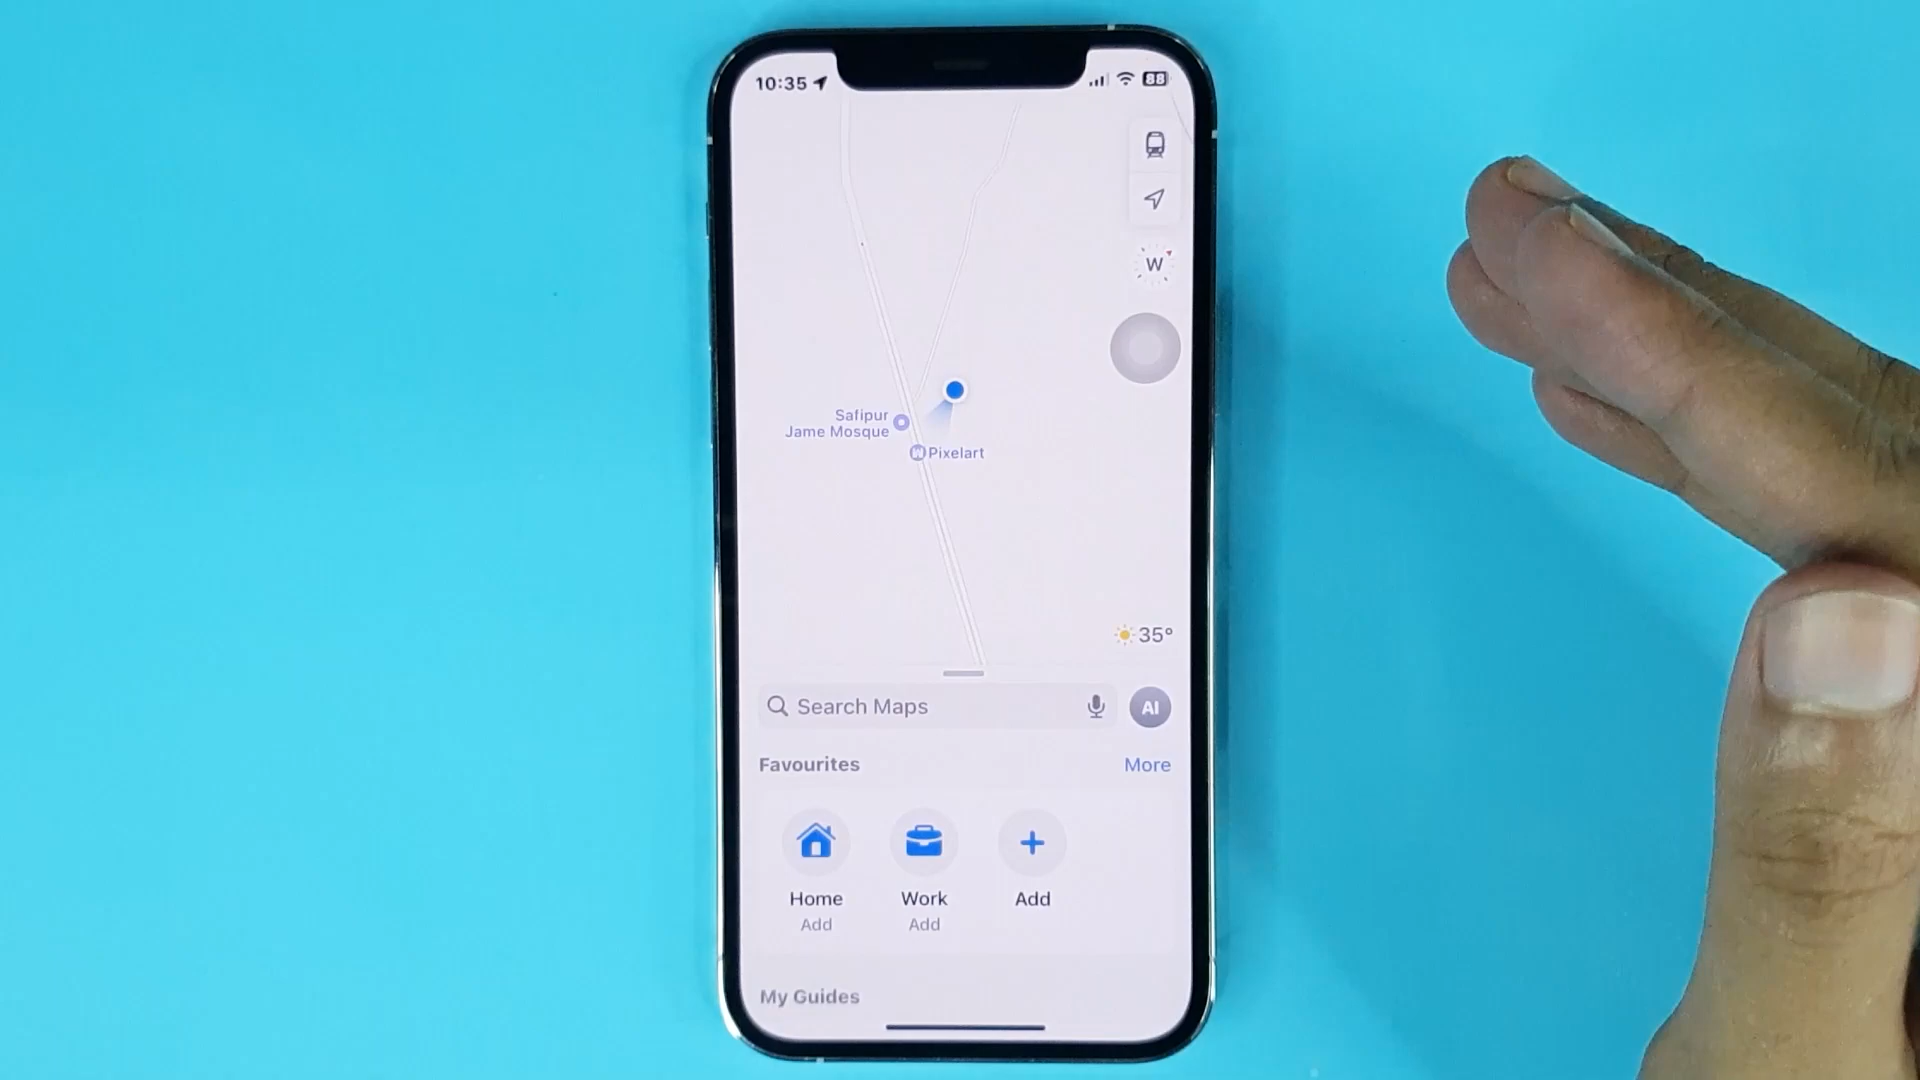 10:35
88
W
Safipur
Jame Mosque
Pixelart
35°
Search Maps
AI
Favourites
More
Home
Work
Add
Add
Add
My Guides